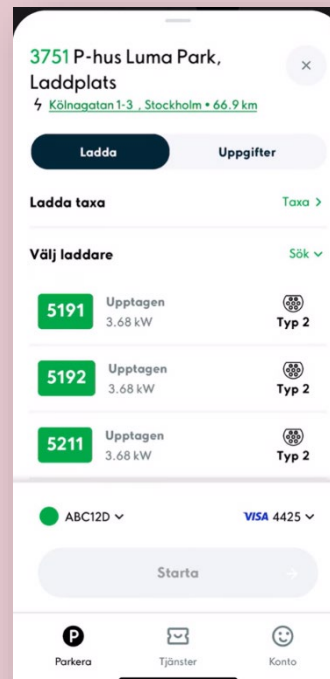 3751 P-hus Luma Park,
Laddplats
Kölnagatan 1-3 , Stockholm • 66.9 km
Ladda Uppgifter
Ladda taxa Taxa >
Välj laddare Sök
5191 Upptagen
3.68 kW Typ 2
5192 Upptagen
3.68 kW Typ 2
5211 Upptagen
3.68 kW Typ 2
ABC12D VISA 4425
Starta
P
Parkera Tjänster Konto